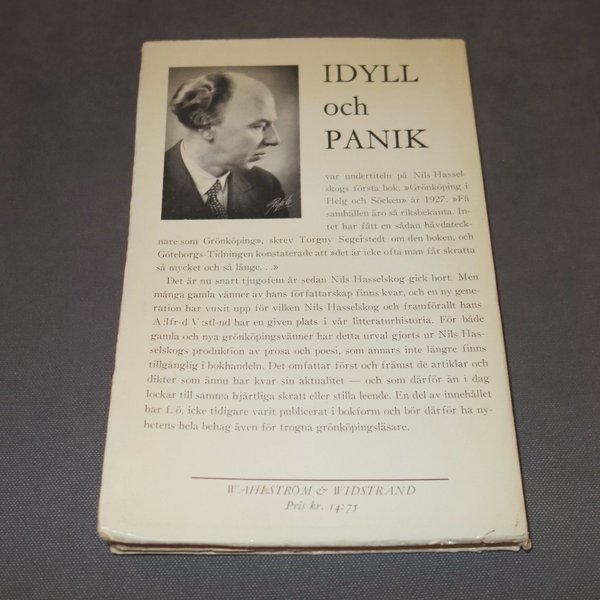 IDYLL
och
PANIK
var undertiteln på Nils Hassel-
skogs första bok, »Grönköping i
Helg och Söcken» år 1927. »Få
samhällen äro så riksbekanta. In-
tet har fått en sådan hävdateck-
nare som Grönköping», skrev Torgny Segerstedt om den boken, och
Göteborgs-Tidningen konstaterade att »det är icke ofta man får skratta
så mycket och så länge. . .»
Det är nu snart tjugofem år sedan Nils Hasselskog gick bort. Men
många gamla vänner av hans författarskap finns kvar, och en ny gene-
ration har vuxit upp för vilken Nils Hasselskog och framförallt hans
A:lfr-d V:stl-nd har en given plats i vår litteraturhistoria. För både
gamla och nya grönköpingsvänner har detta urval gjorts ur Nils Has-
selskogs produktion av prosa och poesi, som annars inte längre finns
tillgänglig i bokhandeln. Det omfattar först och främst de artiklar och
dikter som ännu har kvar sin aktualitet — och som därför än i dag
lockar till samma hjärtliga skratt eller stilla leende. En del av innehållet
har f. ö. icke tidigare varit publicerat i bokform och bör därför ha ny-
hetens hela behag även för trogna grönköpingsläsare.
WAHLSTRÖM & WIDSTRAND
Pris kr. 14:75